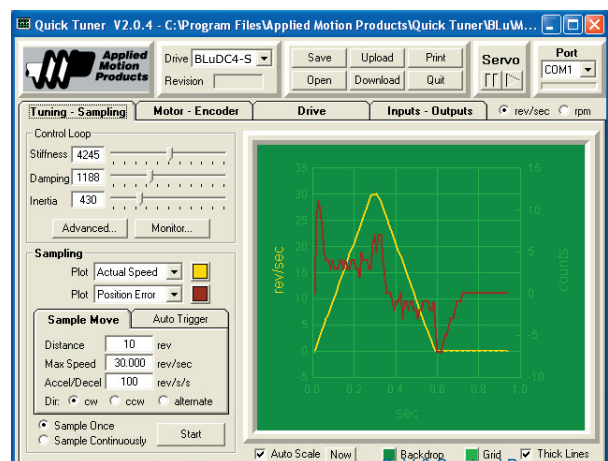 Quick Tuner V2.0.4 - C:\Program Files\Applied Motion Products\Quick Tuner\BLu\M...
Applied Motion Products
Drive BLuDC4-S
Revision
Save Upload Print
Open Download Quit
Servo
Port
COM1
Tuning - Sampling Motor - Encoder Drive Inputs - Outputs rev/sec rpm
Control Loop
Stiffness 4245
Damping 1188
Inertia 430
Advanced... Monitor...
Sampling
Plot Actual Speed
Plot Position Error
Sample Move Auto Trigger
Distance 10 rev
Max Speed 30.000 rev/sec
Accel/Decel 100 rev/s/s
Dir: cw ccw alternate
Sample Once
Sample Continuously
Start
35
30
25
20
15
10
5
0
-5
rev/sec
15
10
5
0
-5
-10
counts
0.0 0.2 0.4 0.6 0.8 1.0
sec
Auto Scale Now Backdrop Grid Thick Lines